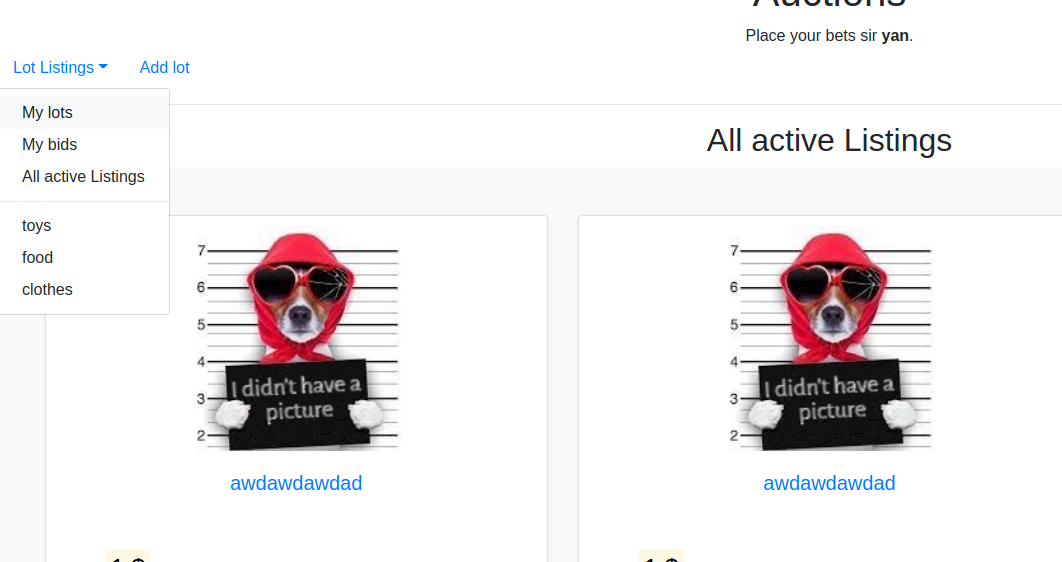 Auctions
Place your bets sir yan.
Lot Listings Add lot
My lots
My bids
All active Listings
toys
food
clothes
All active Listings
7
6
5
4
3
2
I didn't have a
picture
awdawdawdad
7
6
5
4
3
2
I didn't have a
picture
awdawdawdad
1 $
1 $